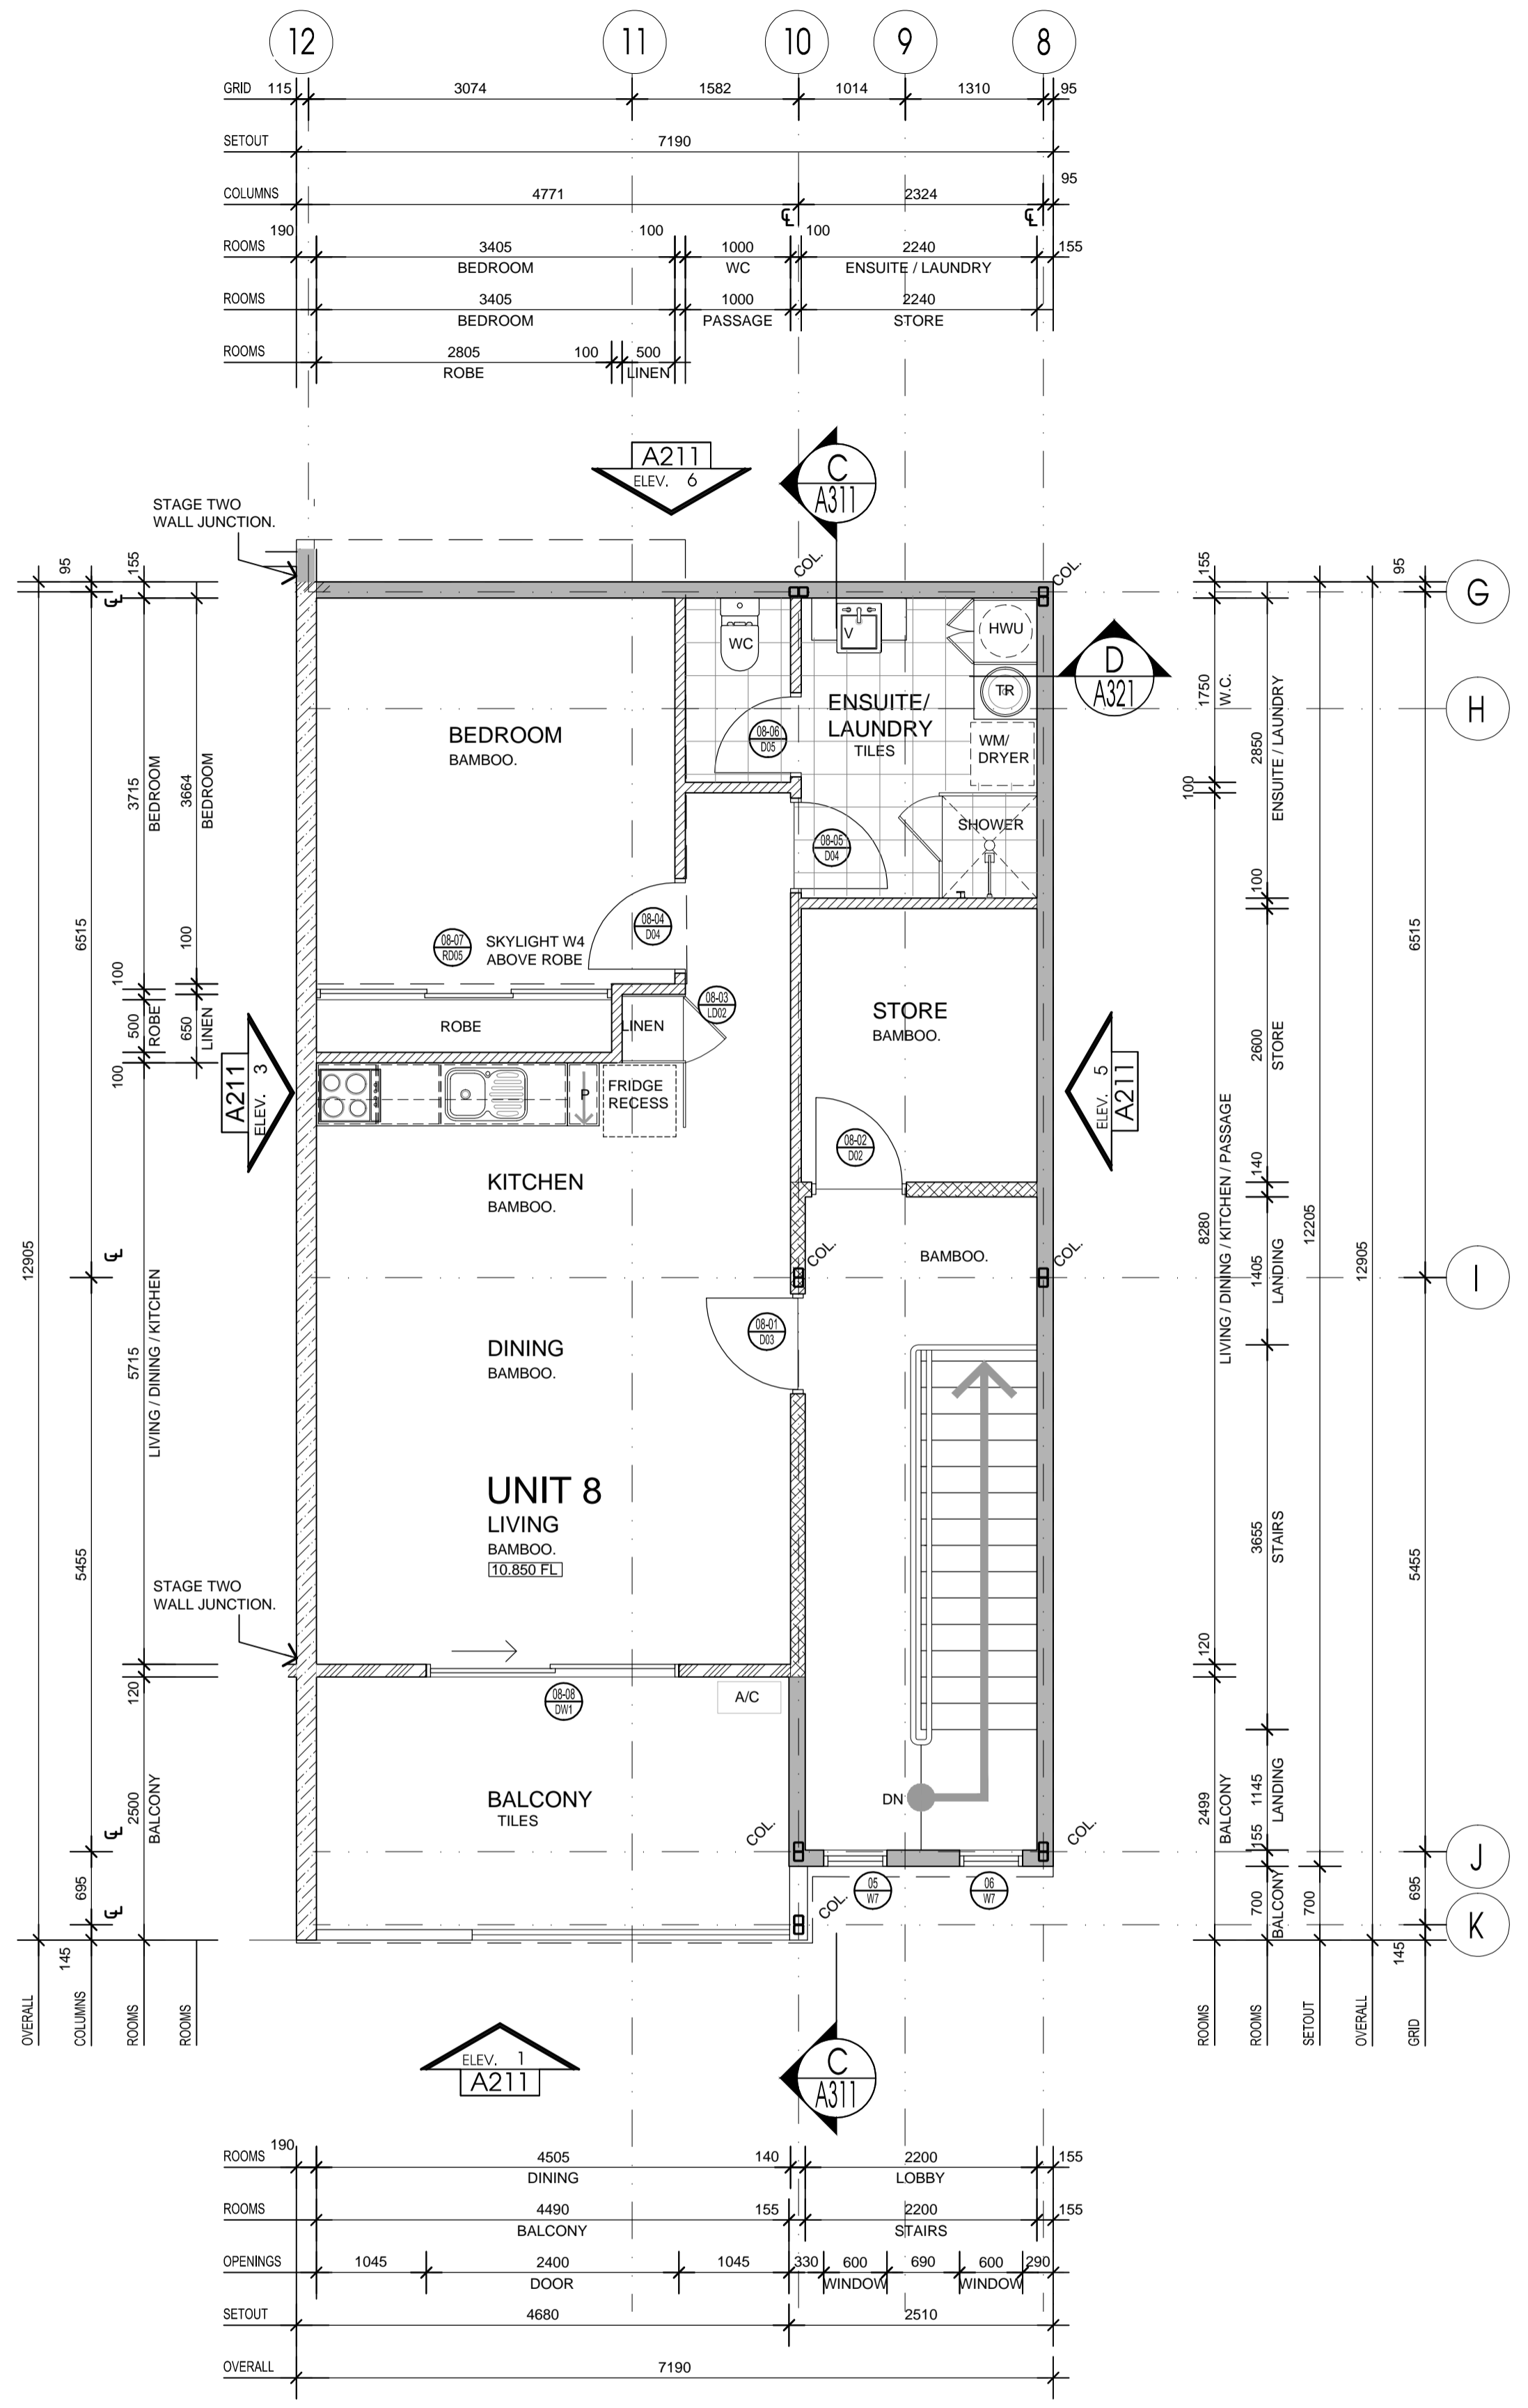 12 11 10 9 8
GRID 115 3074 1582 1014 1310 95
SETOUT 7190
COLUMNS 4771 2324 95
℄ ℄
190 100 100
ROOMS 3405 1000 2240 155
BEDROOM WC ENSUITE / LAUNDRY
ROOMS 3405 1000 2240
BEDROOM PASSAGE STORE
ROOMS 2805 100 500
ROBE LINEN
A211
ELEV. 6
C
A311
STAGE TWO
WALL JUNCTION.
COL.
COL.
G
WC
V
HWU
TR
D
A321
H
BEDROOM
BAMBOO.
08-06
D05
ENSUITE/
LAUNDRY
TILES
WM/
DRYER
SHOWER
08-05
D04
08-04
D04
08-07
RD05
SKYLIGHT W4
ABOVE ROBE
08-03
LD02
ROBE
LINEN
STORE
BAMBOO.
A211
ELEV. 3
ELEV. 5
A211
P
FRIDGE
RECESS
08-02
D02
KITCHEN
BAMBOO.
BAMBOO.
COL.
COL.
I
08-01
D03
DINING
BAMBOO.
UNIT 8
LIVING
BAMBOO.
10.850 FL
STAGE TWO
WALL JUNCTION.
08-08
DW1
A/C
BALCONY
TILES
DN
COL.
COL.
J
05
W7
06
W7
COL.
K
OVERALL
12905
COLUMNS
95
℄
6515
℄
5455
℄
695
℄
145
ROOMS
155
3715
BEDROOM
100
500
ROBE
100
5715
LIVING / DINING / KITCHEN
120
2500
BALCONY
ROOMS
3664
BEDROOM
100
650
LINEN
ROOMS
155
1750
W.C.
100
8280
LIVING / DINING / KITCHEN / PASSAGE
120
2499
BALCONY
ROOMS
2850
ENSUITE / LAUNDRY
100
2600
STORE
140
1405
LANDING
3655
STAIRS
1145
LANDING
155
700
BALCONY
SETOUT
12205
700
OVERALL
12905
GRID
95
6515
5455
695
145
ELEV. 1
A211
C
A311
190
ROOMS 4505 140 2200 155
DINING LOBBY
ROOMS 4490 155 2200 155
BALCONY STAIRS
OPENINGS 1045 2400 1045 330 600 690 600 290
DOOR WINDOW WINDOW
SETOUT 4680 2510
OVERALL 7190